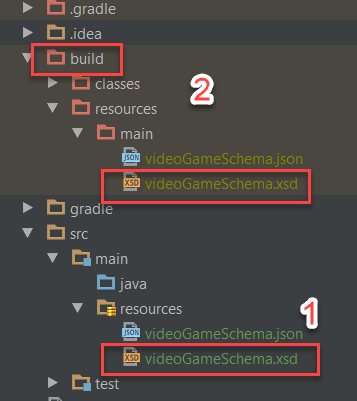 .gradle
.idea
build
classes
2
resources
main
JSON videoGameSchema.json
XSD videoGameSchema.xsd
gradle
src
main
java
resources
1
JSON videoGameSchema.json
XSD videoGameSchema.xsd
test